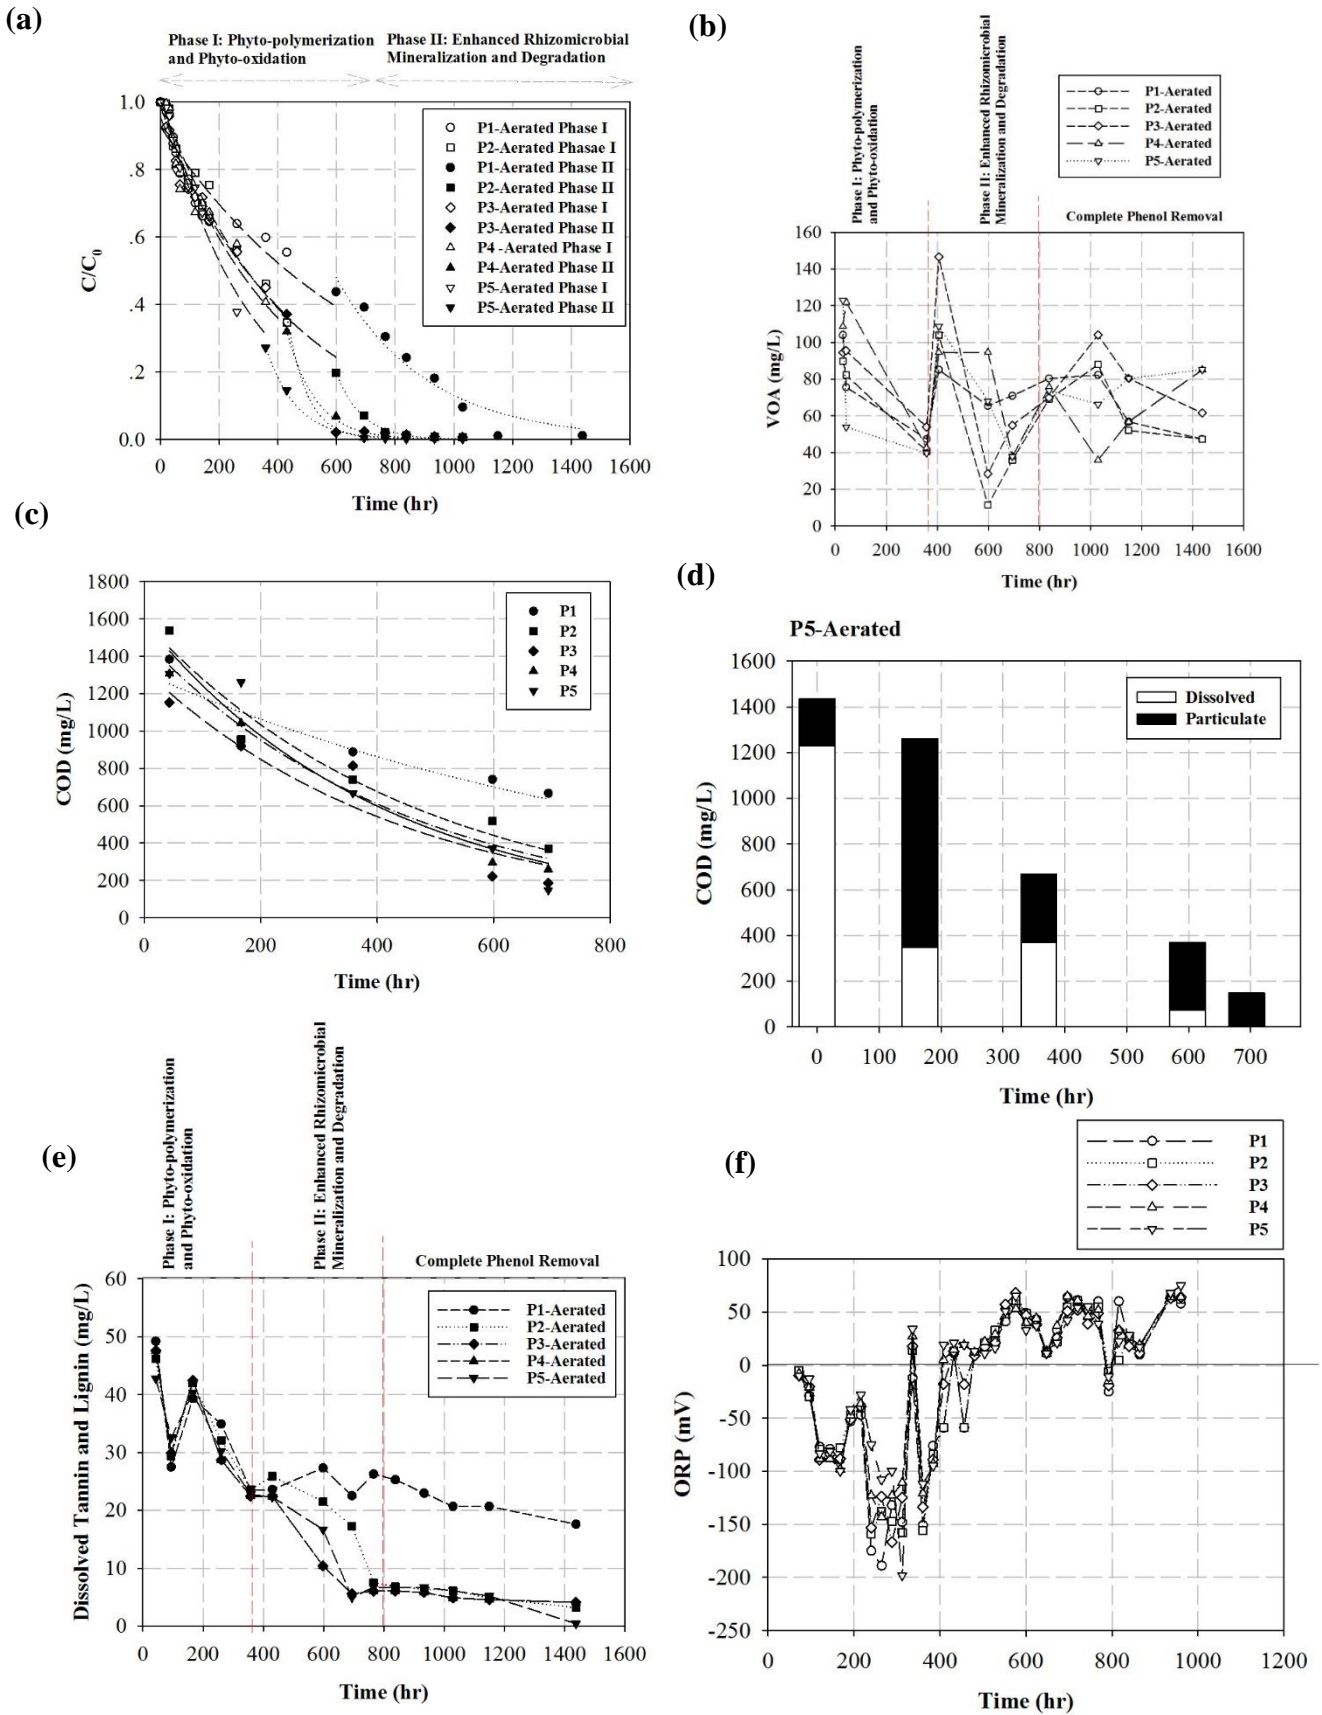 (a)
Phase I: Phyto-polymerization
and Phyto-oxidation
Phase II: Enhanced Rhizomicrobial
Mineralization and Degradation
1.0
.8
.6
.4
.2
0.0
C/C0
P1-Aerated Phase I
P2-Aerated Phasae I
P1-Aerated Phase II
P2-Aerated Phase II
P3-Aerated Phase I
P3-Aerated Phase II
P4 -Aerated Phase I
P4-Aerated Phase II
P5-Aerated Phase I
P5-Aerated Phase II
0 200 400 600 800 1000 1200 1400 1600
Time (hr)
(b)
Phase I: Phyto-polymerization
and Phyto-oxidation
Phase II: Enhanced Rhizomicrobial
Mineralization and Degradation
P1-Aerated
P2-Aerated
P3-Aerated
P4-Aerated
P5-Aerated
Complete Phenol Removal
160
140
120
100
80
60
40
20
0
VOA (mg/L)
0 200 400 600 800 1000 1200 1400 1600
Time (hr)
(c)
1800
1600
1400
1200
1000
800
600
400
200
0
COD (mg/L)
P1
P2
P3
P4
P5
0 200 400 600 800
Time (hr)
(d)
P5-Aerated
1600
1400
1200
1000
800
600
400
200
0
COD (mg/L)
Dissolved
Particulate
0 100 200 300 400 500 600 700
Time (hr)
(e)
Phase I: Phyto-polymerization
and Phyto-oxidation
Phase II: Enhanced Rhizomicrobial
Mineralization and Degradation
Complete Phenol Removal
60
50
40
30
20
10
0
Dissolved Tannin and Lignin (mg/L)
P1-Aerated
P2-Aerated
P3-Aerated
P4-Aerated
P5-Aerated
0 200 400 600 800 1000 1200 1400 1600
Time (hr)
(f)
P1
P2
P3
P4
P5
100
50
0
-50
-100
-150
-200
-250
ORP (mV)
0 200 400 600 800 1000 1200
Time (hr)